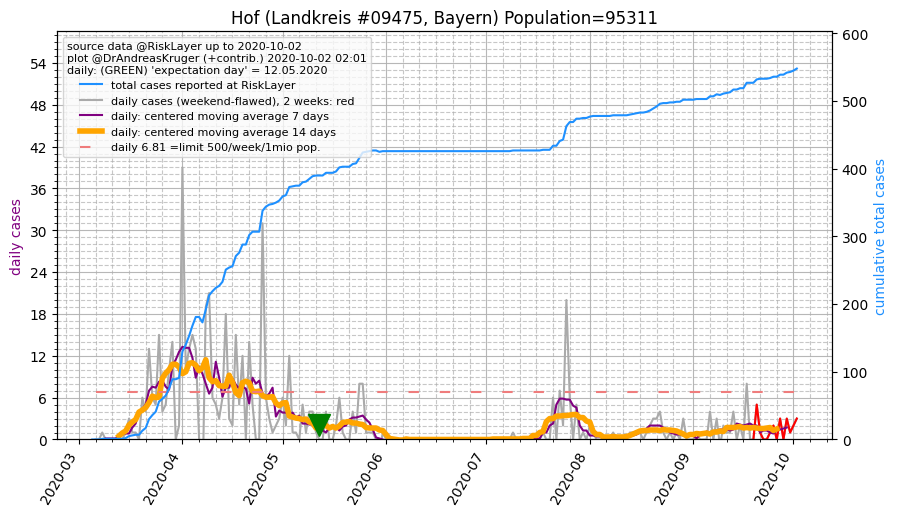 Hof (Landkreis #09475, Bayern) Population=95311
source data @RiskLayer up to 2020-10-02
plot @DrAndreasKruger (+contrib.) 2020-10-02 02:01
daily: (GREEN) 'expectation day' = 12.05.2020
total cases reported at RiskLayer
daily cases (weekend-flawed), 2 weeks: red
daily: centered moving average 7 days
daily: centered moving average 14 days
daily 6.81 =limit 500/week/1mio pop.
daily cases
54
48
42
36
30
24
18
12
6
0
cumulative total cases
600
500
400
300
200
100
0
2020-03
2020-04
2020-05
2020-06
2020-07
2020-08
2020-09
2020-10